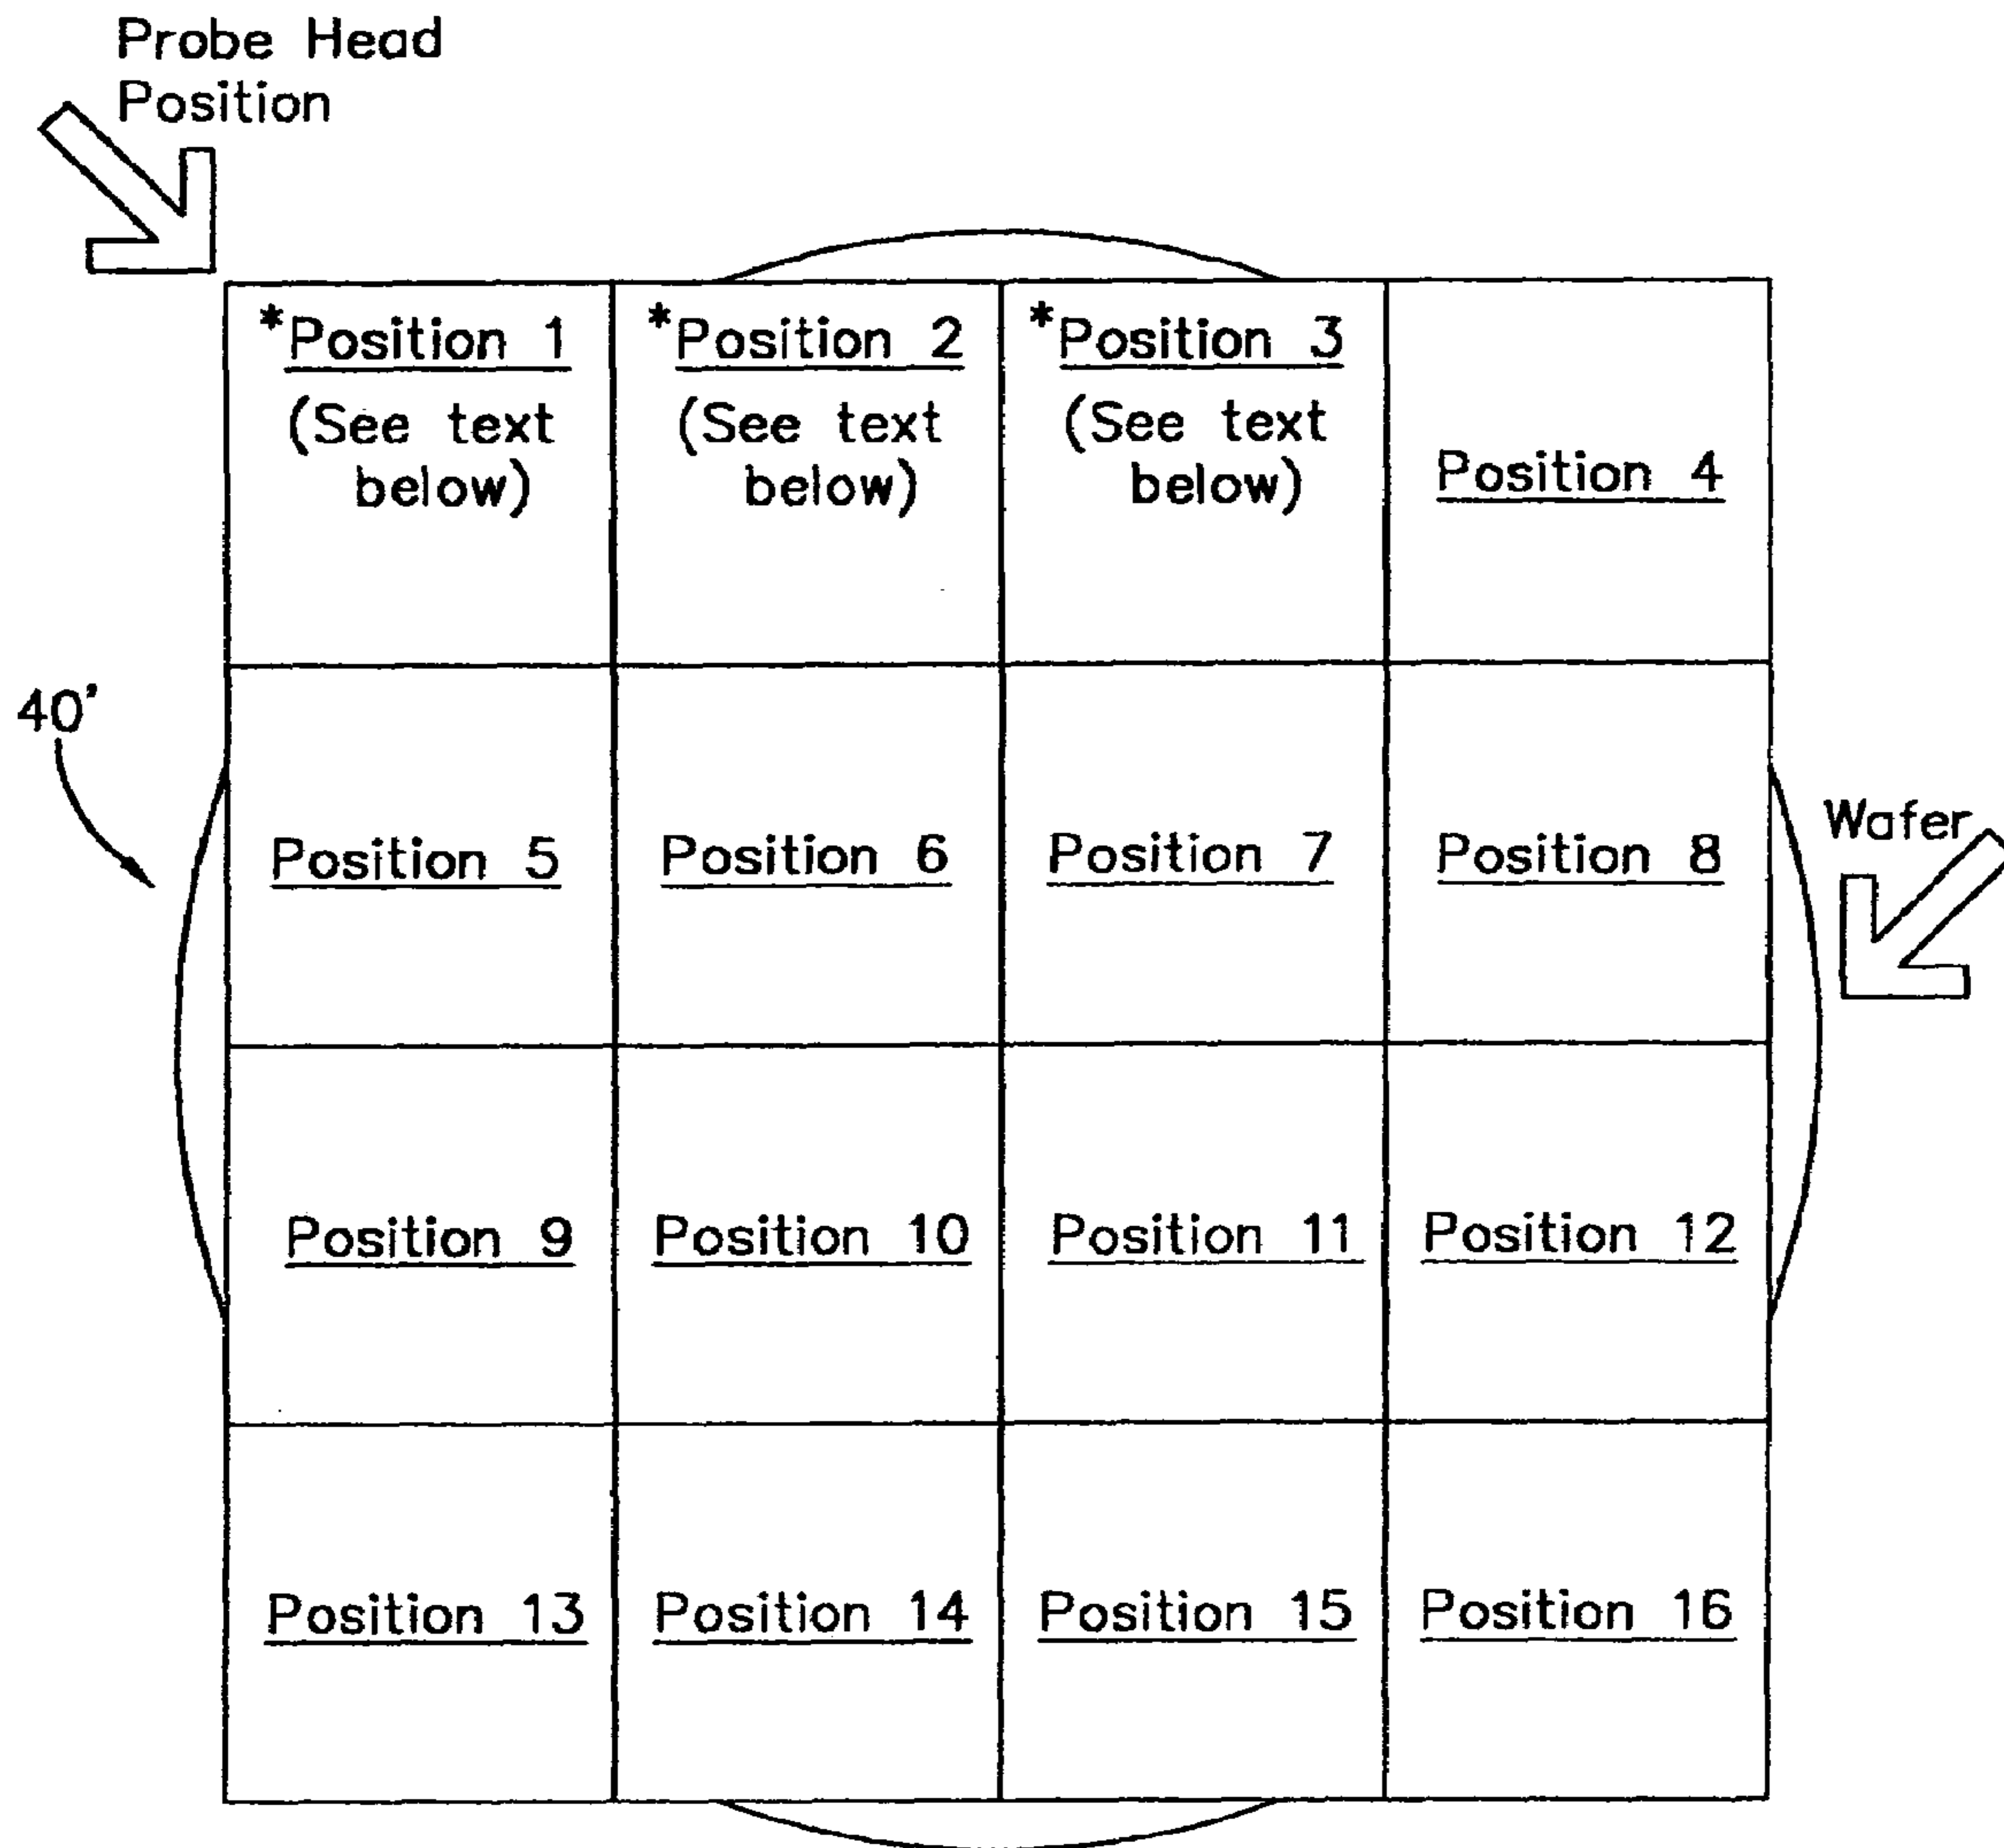 Probe Head
Position
*Position 1
(See text
below)
*Position 2
(See text
below)
*Position 3
(See text
below)
Position 4
40'
Position 5
Position 6
Position 7
Position 8
Wafer
Position 9
Position 10
Position 11
Position 12
Position 13
Position 14
Position 15
Position 16